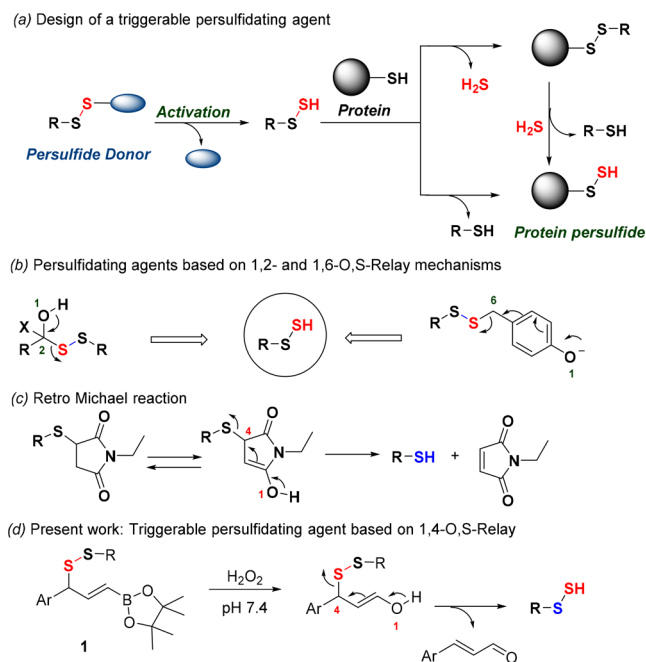 (a) Design of a triggerable persulfidating agent
S
R-S
Persulfide Donor
Activation
SH
R-S
SH
Protein
H₂S
S-R
S
H₂S
R-SH
R-SH
SH
S
Protein persulfide
(b) Persulfidating agents based on 1,2- and 1,6-O,S-Relay mechanisms
1
O H
X
R 2 S S R
SH
R-S
6
R S S
O⁻
1
(c) Retro Michael reaction
R S O
N
O
R S 4 O
N
1 O-H
R-SH + O
N
O
(d) Present work: Triggerable persulfidating agent based on 1,4-O,S-Relay
S S-R
Ar B O
O
1
H₂O₂
pH 7.4
S S-R
Ar 4 O H
1
Ar O
SH
R-S